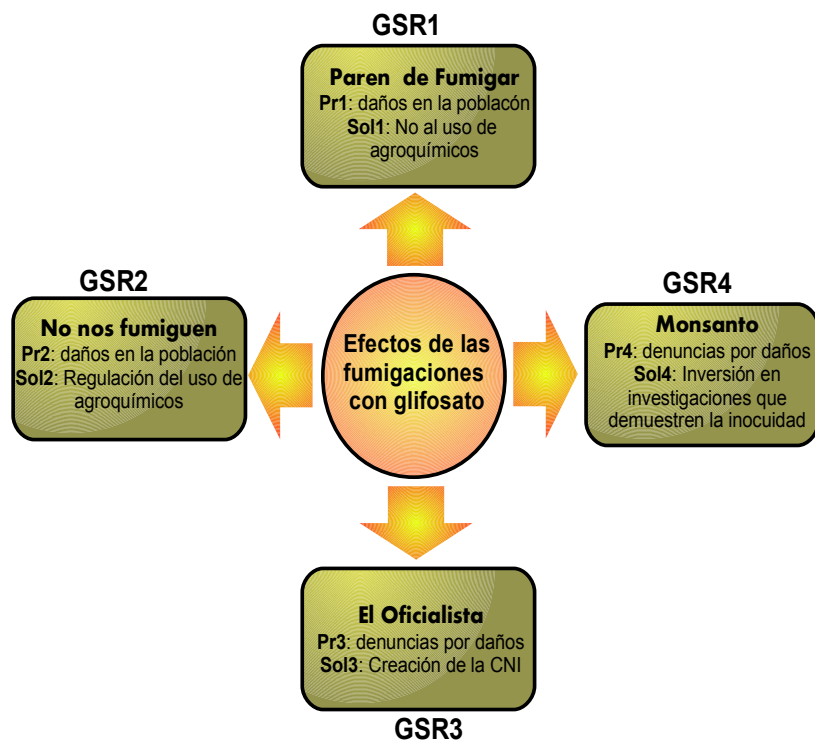 GSR1
Paren de Fumigar
Pr1: daños en la poblacón
Sol1: No al uso de
agroquímicos
GSR2
No nos fumiguen
Pr2: daños en la población
Sol2: Regulación del uso de
agroquímicos
Efectos de las
fumigaciones
con glifosato
GSR4
Monsanto
Pr4: denuncias por daños
Sol4: Inversión en
investigaciones que
demuestren la inocuidad
El Oficialista
Pr3: denuncias por daños
Sol3: Creación de la CNI
GSR3